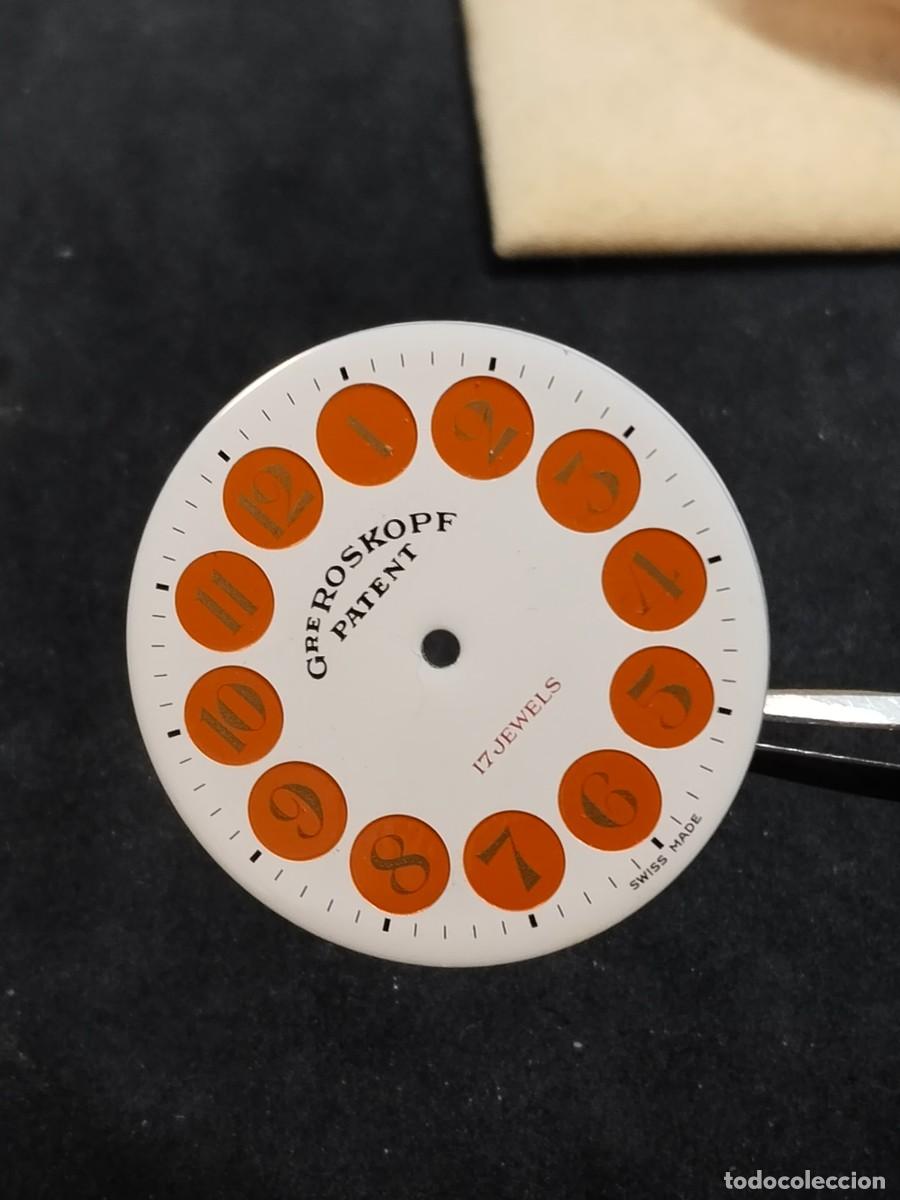 GRE ROSKOPF
PATENT
17 JEWELS
12
1
2
3
4
5
6
7
8
9
10
11
SWISS MADE
todocoleccion